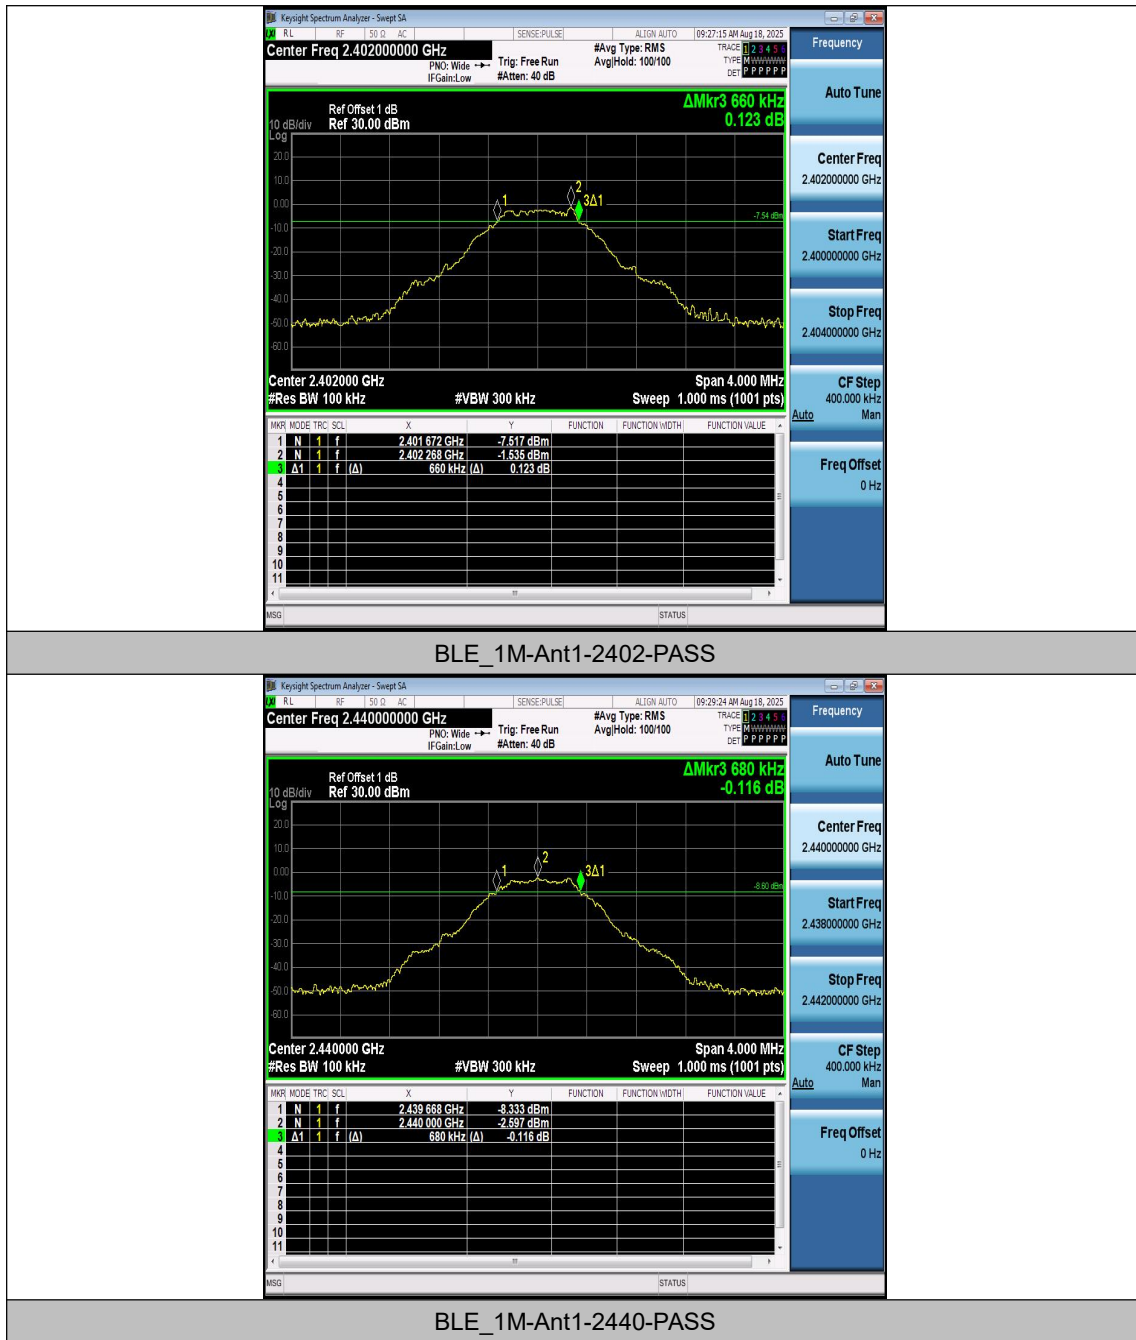 Keysight Spectrum Analyzer - Swept SA
RL RF 50 Ω AC SENSE:PULSE ALIGN AUTO 09:27:15 AM Aug 18, 2025
Center Freq 2.402000000 GHz
PNO: Wide
IFGain:Low
Trig: Free Run
#Atten: 40 dB
#Avg Type: RMS
Avg|Hold: 100/100
TRACE 1 2 3 4 5 6
TYPE M WWWWW
DET P P P P P P
Frequency
Auto Tune
Center Freq
2.402000000 GHz
Start Freq
2.400000000 GHz
Stop Freq
2.404000000 GHz
CF Step
400.000 kHz
Auto Man
Freq Offset
0 Hz
ΔMkr3 660 kHz
0.123 dB
Ref Offset 1 dB
10 dB/div Ref 30.00 dBm
Log
20.0
10.0
0.00
-10.0
-20.0
-30.0
-40.0
-50.0
-60.0
1
2
3Δ1
-7.54 dBm
Center 2.402000 GHz Span 4.000 MHz
#Res BW 100 kHz #VBW 300 kHz Sweep 1.000 ms (1001 pts)
MKR MODE TRC SCL X Y FUNCTION FUNCTION WIDTH FUNCTION VALUE
1 N 1 f 2.401 672 GHz -7.517 dBm
2 N 1 f 2.402 268 GHz -1.535 dBm
3 Δ1 1 f (Δ) 660 kHz (Δ) 0.123 dB
4
5
6
7
8
9
10
11
MSG STATUS
BLE_1M-Ant1-2402-PASS
Keysight Spectrum Analyzer - Swept SA
RL RF 50 Ω AC SENSE:PULSE ALIGN AUTO 09:29:24 AM Aug 18, 2025
Center Freq 2.440000000 GHz
PNO: Wide
IFGain:Low
Trig: Free Run
#Atten: 40 dB
#Avg Type: RMS
Avg|Hold: 100/100
TRACE 1 2 3 4 5 6
TYPE M WWWWW
DET P P P P P P
Frequency
Auto Tune
Center Freq
2.440000000 GHz
Start Freq
2.438000000 GHz
Stop Freq
2.442000000 GHz
CF Step
400.000 kHz
Auto Man
Freq Offset
0 Hz
ΔMkr3 680 kHz
-0.116 dB
Ref Offset 1 dB
10 dB/div Ref 30.00 dBm
Log
20.0
10.0
0.00
-10.0
-20.0
-30.0
-40.0
-50.0
-60.0
1
2
3Δ1
-8.60 dBm
Center 2.440000 GHz Span 4.000 MHz
#Res BW 100 kHz #VBW 300 kHz Sweep 1.000 ms (1001 pts)
MKR MODE TRC SCL X Y FUNCTION FUNCTION WIDTH FUNCTION VALUE
1 N 1 f 2.439 668 GHz -8.333 dBm
2 N 1 f 2.440 000 GHz -2.597 dBm
3 Δ1 1 f (Δ) 680 kHz (Δ) -0.116 dB
4
5
6
7
8
9
10
11
MSG STATUS
BLE_1M-Ant1-2440-PASS